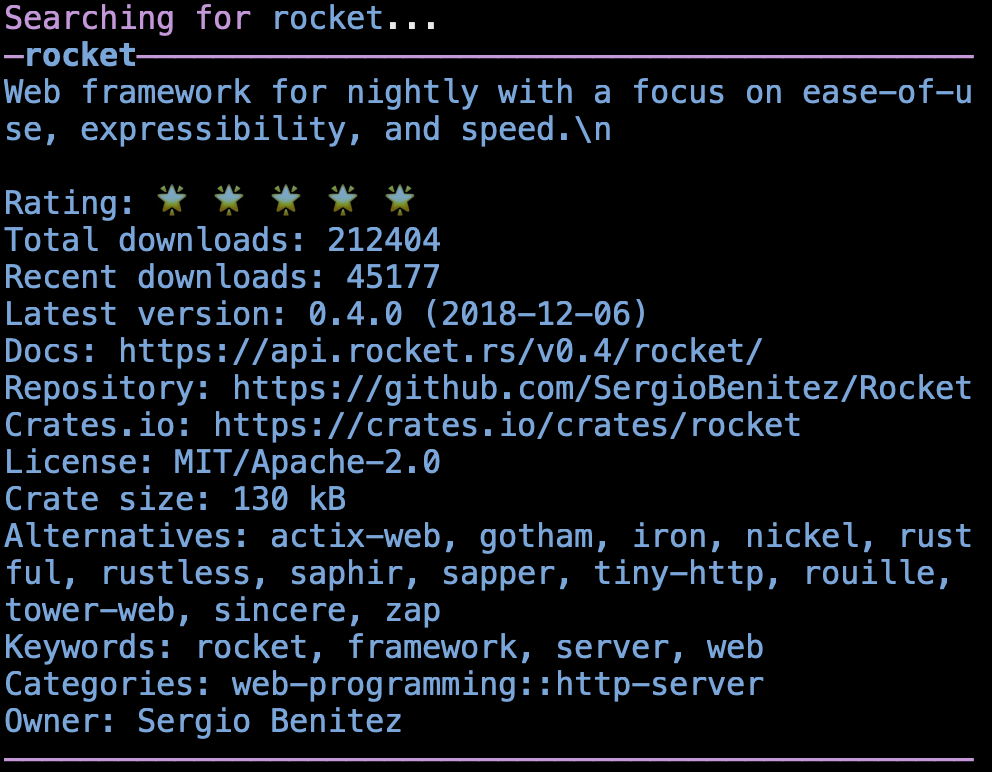 Searching for rocket...
—rocket—
Web framework for nightly with a focus on ease-of-u
se, expressibility, and speed.\n
Rating: 🌟 🌟 🌟 🌟 🌟
Total downloads: 212404
Recent downloads: 45177
Latest version: 0.4.0 (2018-12-06)
Docs: https://api.rocket.rs/v0.4/rocket/
Repository: https://github.com/SergioBenitez/Rocket
Crates.io: https://crates.io/crates/rocket
License: MIT/Apache-2.0
Crate size: 130 kB
Alternatives: actix-web, gotham, iron, nickel, rust
ful, rustless, saphir, sapper, tiny-http, rouille,
tower-web, sincere, zap
Keywords: rocket, framework, server, web
Categories: web-programming::http-server
Owner: Sergio Benitez